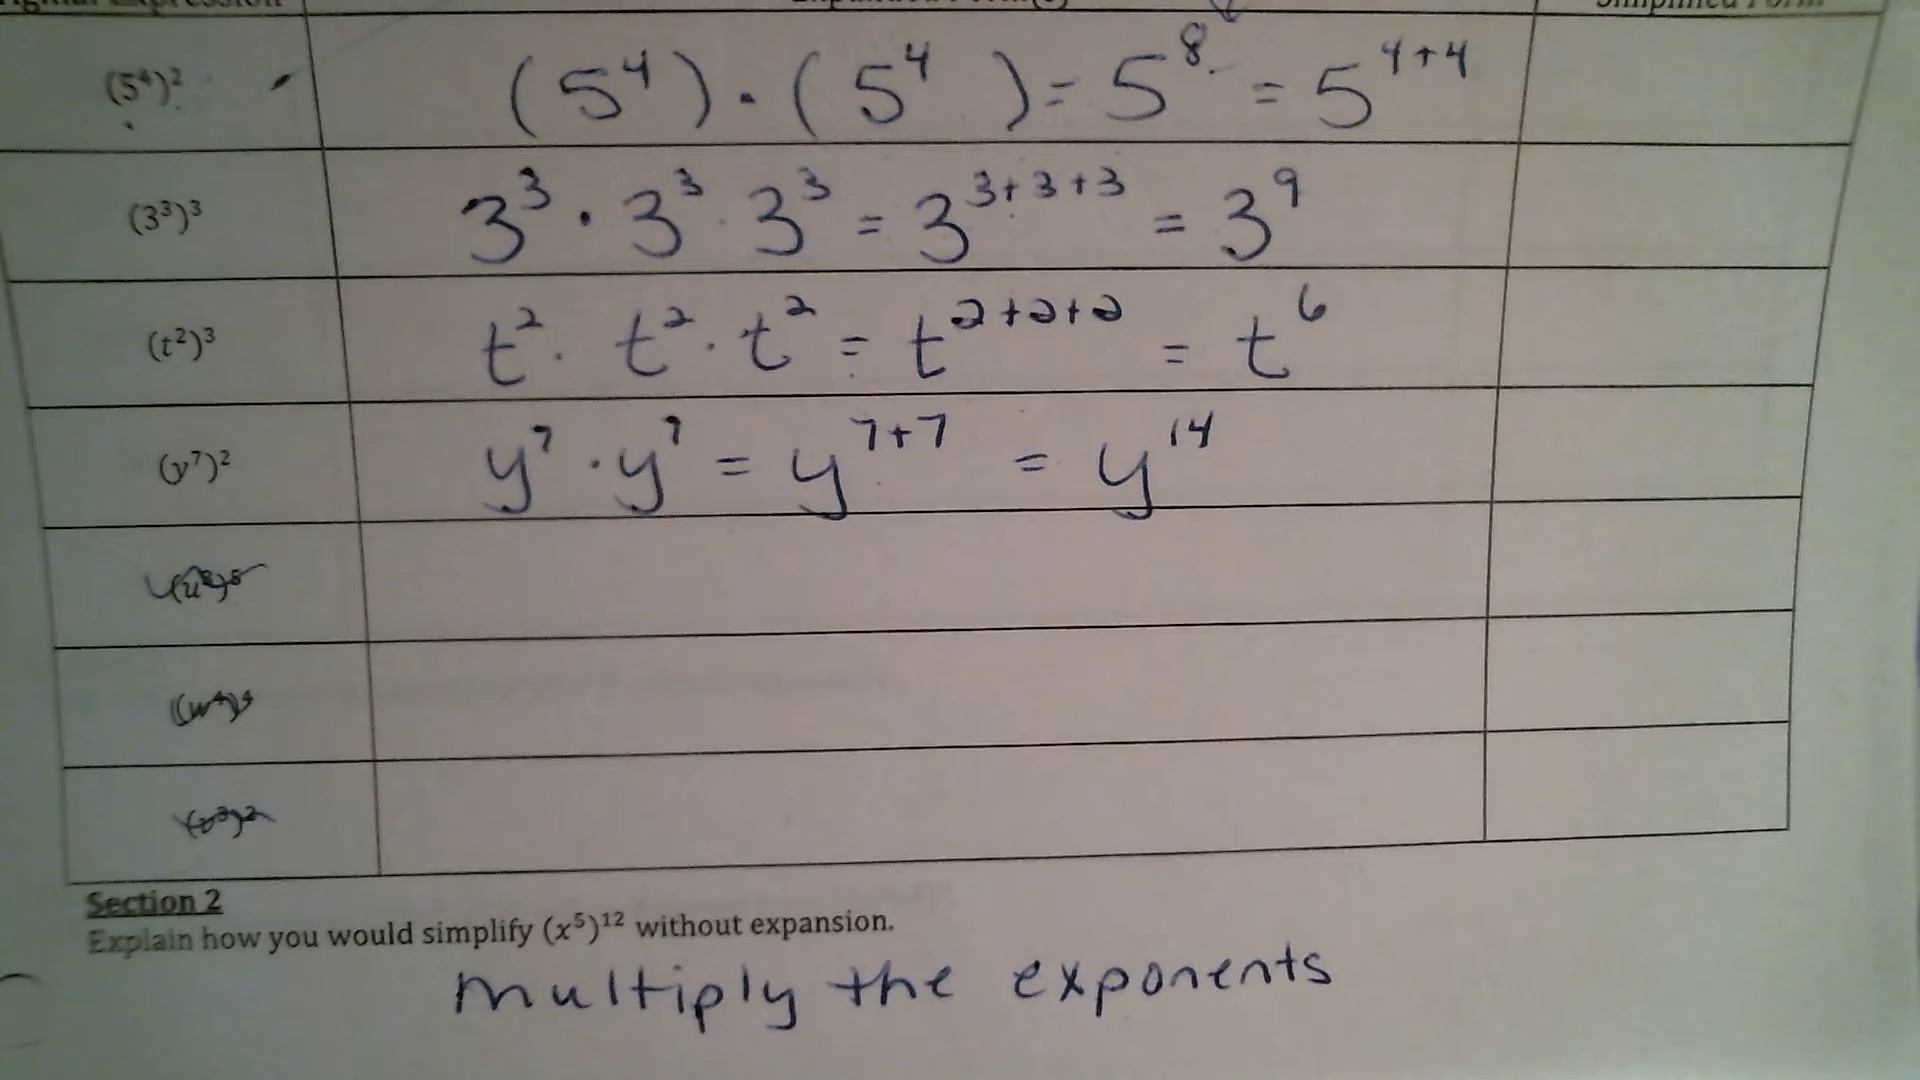 (5⁴)² (5⁴) · (5⁴) = 5⁸ = 5⁴⁺⁴
(3³)³ 3³ · 3³ · 3³ = 3³⁺³⁺³ = 3⁹
(t²)³ t² · t² · t² = t²⁺²⁺² = t⁶
(y⁷)² y⁷ · y⁷ = y⁷⁺⁷ = y¹⁴
Section 2
Explain how you would simplify (x⁵)¹² without expansion.
multiply the exponents